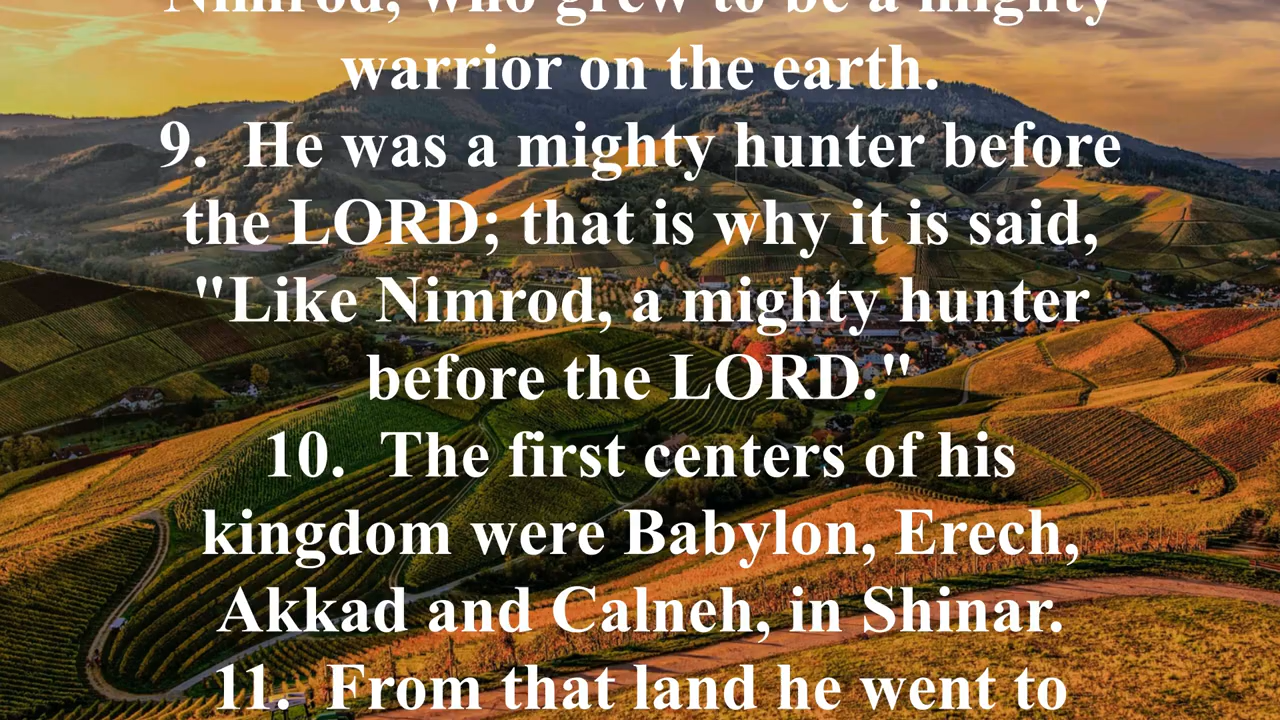 Nimrod, who grew to be a mighty
warrior on the earth.
9. He was a mighty hunter before
the LORD; that is why it is said,
"Like Nimrod, a mighty hunter
before the LORD."
10. The first centers of his
kingdom were Babylon, Erech,
Akkad and Calneh, in Shinar.
11. From that land he went to